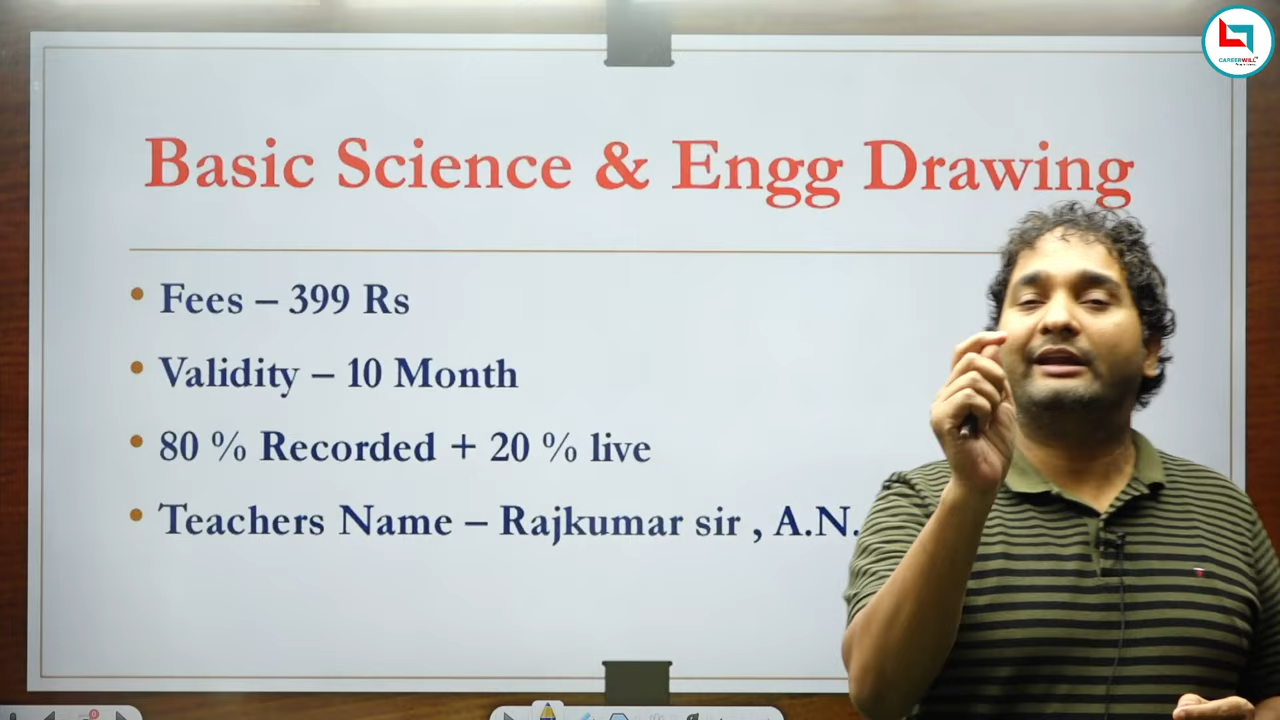 CAREERWILL
Basic Science & Engg Drawing
• Fees – 399 Rs
• Validity – 10 Month
• 80 % Recorded + 20 % live
• Teachers Name – Rajkumar sir , A.N.